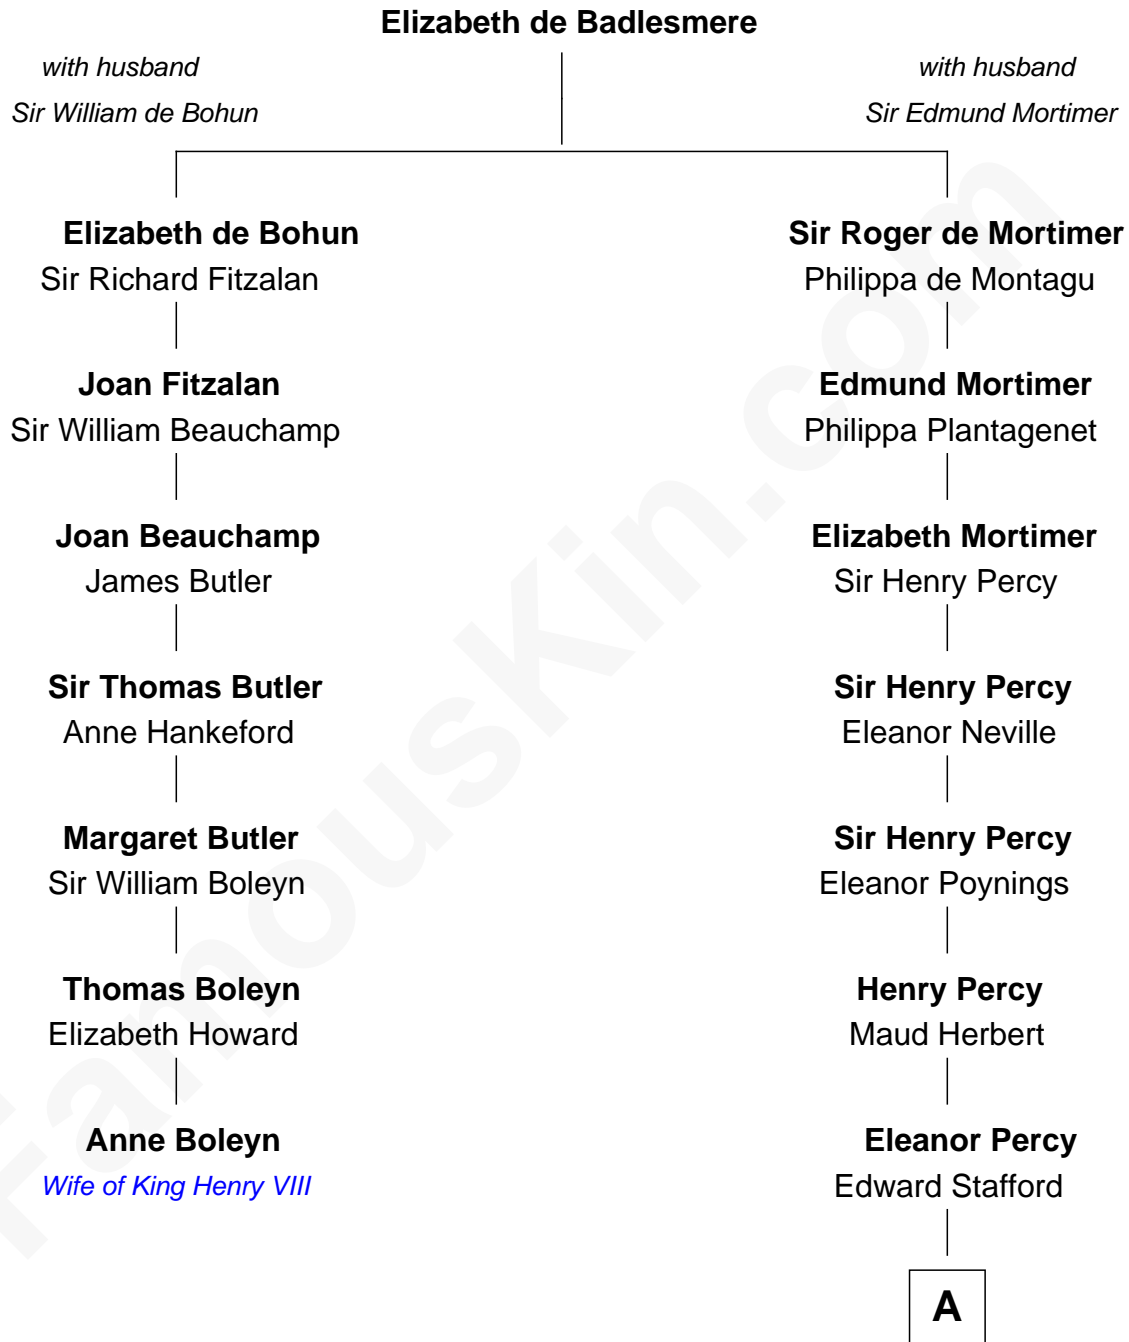 Elizabeth de Badlesmere
with husband
Sir William de Bohun
with husband
Sir Edmund Mortimer
Elizabeth de Bohun
Sir Richard Fitzalan
Joan Fitzalan
Sir William Beauchamp
Joan Beauchamp
James Butler
Sir Thomas Butler
Anne Hankeford
Margaret Butler
Sir William Boleyn
Thomas Boleyn
Elizabeth Howard
Anne Boleyn
Wife of King Henry VIII
Sir Roger de Mortimer
Philippa de Montagu
Edmund Mortimer
Philippa Plantagenet
Elizabeth Mortimer
Sir Henry Percy
Sir Henry Percy
Eleanor Neville
Sir Henry Percy
Eleanor Poynings
Henry Percy
Maud Herbert
Eleanor Percy
Edward Stafford
A
FamousKin.com